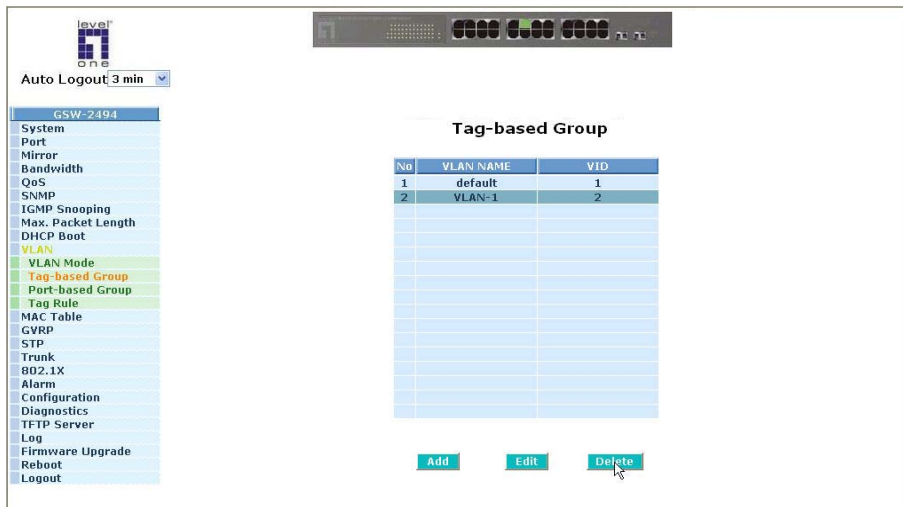 level
one
Auto Logout 3 min
GSW-2494
System
Port
Mirror
Bandwidth
QoS
SNMP
IGMP Snooping
Max. Packet Length
DHCP Boot
VLAN
VLAN Mode
Tag-based Group
Port-based Group
Tag Rule
MAC Table
GVRP
STP
Trunk
802.1X
Alarm
Configuration
Diagnostics
TFTP Server
Log
Firmware Upgrade
Reboot
Logout
Tag-based Group
No VLAN NAME VID
1 default 1
2 VLAN-1 2
Add Edit Delete